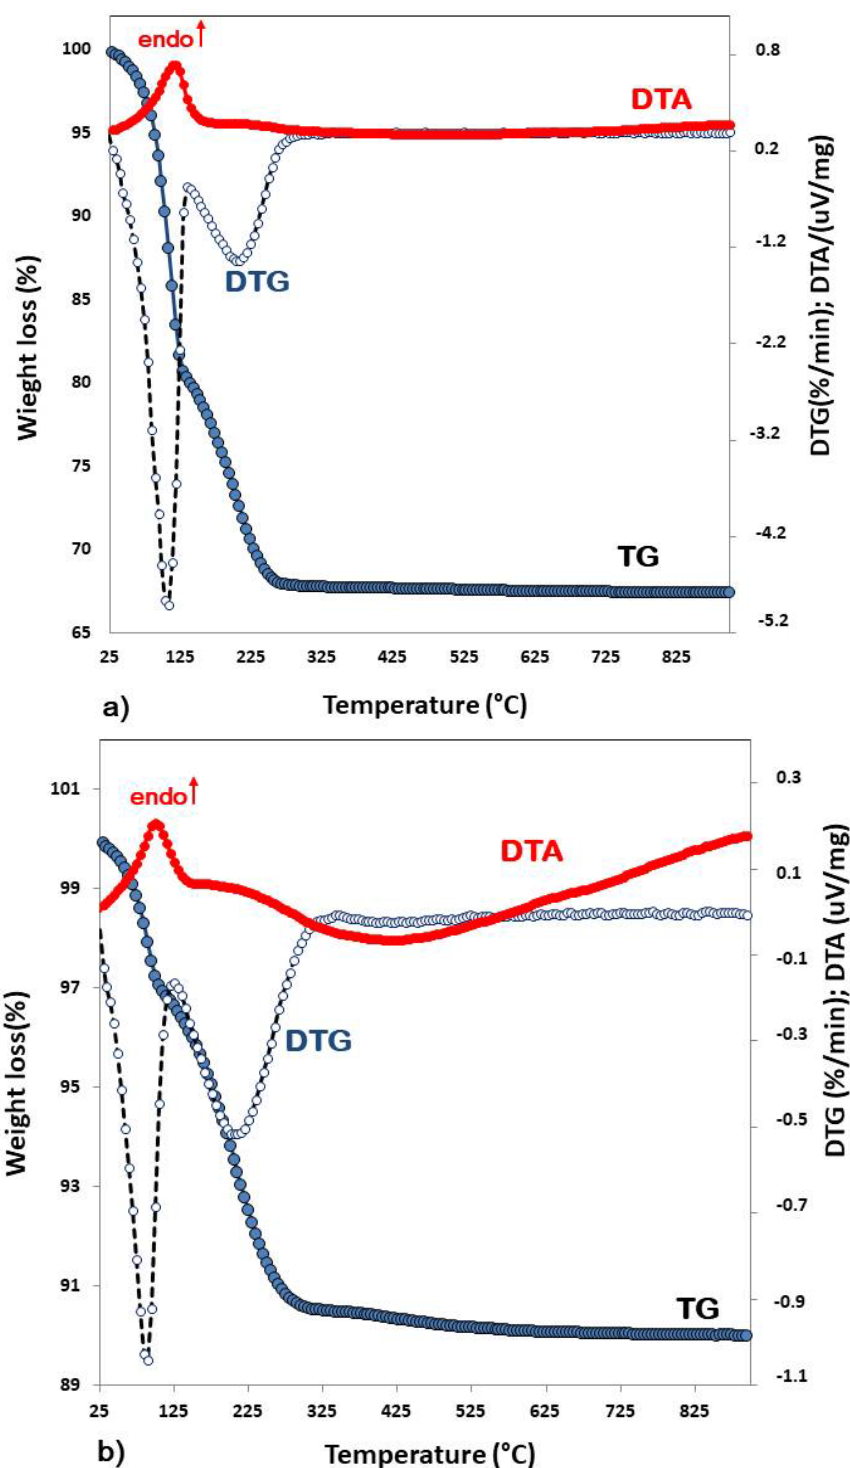 endo
DTA
DTG
TG
100
95
90
85
80
75
70
65
Wieght loss (%)
0.8
0.2
-1.2
-2.2
-3.2
-4.2
-5.2
DTG(%/min); DTA/(uV/mg)
25 125 225 325 425 525 625 725 825
a) Temperature (°C)
endo
DTA
DTG
TG
101
99
97
95
93
91
89
Weight loss(%)
0.3
0.1
-0.1
-0.3
-0.5
-0.7
-0.9
-1.1
DTG (%/min); DTA (uV/mg)
25 125 225 325 425 525 625 725 825
b) Temperature (°C)